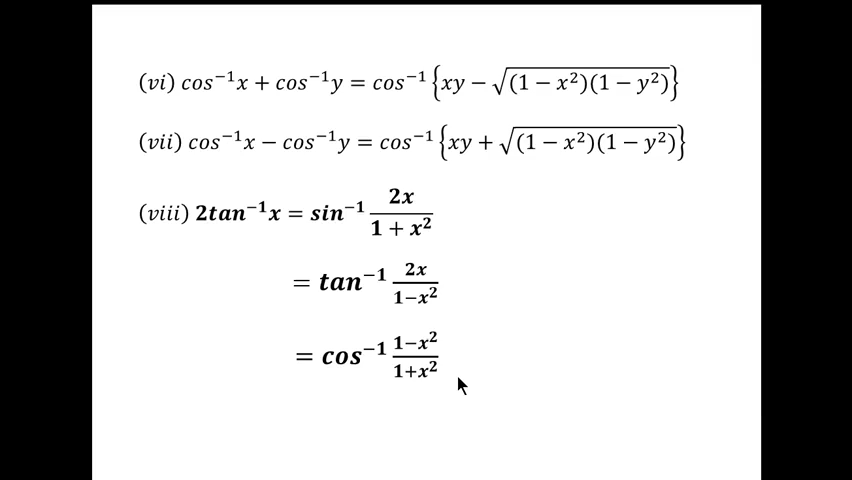 (vi) cos⁻¹x + cos⁻¹y = cos⁻¹ {xy − √(1 − x²)(1 − y²)}
(vii) cos⁻¹x − cos⁻¹y = cos⁻¹ {xy + √(1 − x²)(1 − y²)}
(viii) 2tan⁻¹x = sin⁻¹ 2x/(1 + x²)
= tan⁻¹ 2x/(1−x²)
= cos⁻¹ (1−x²)/(1+x²)